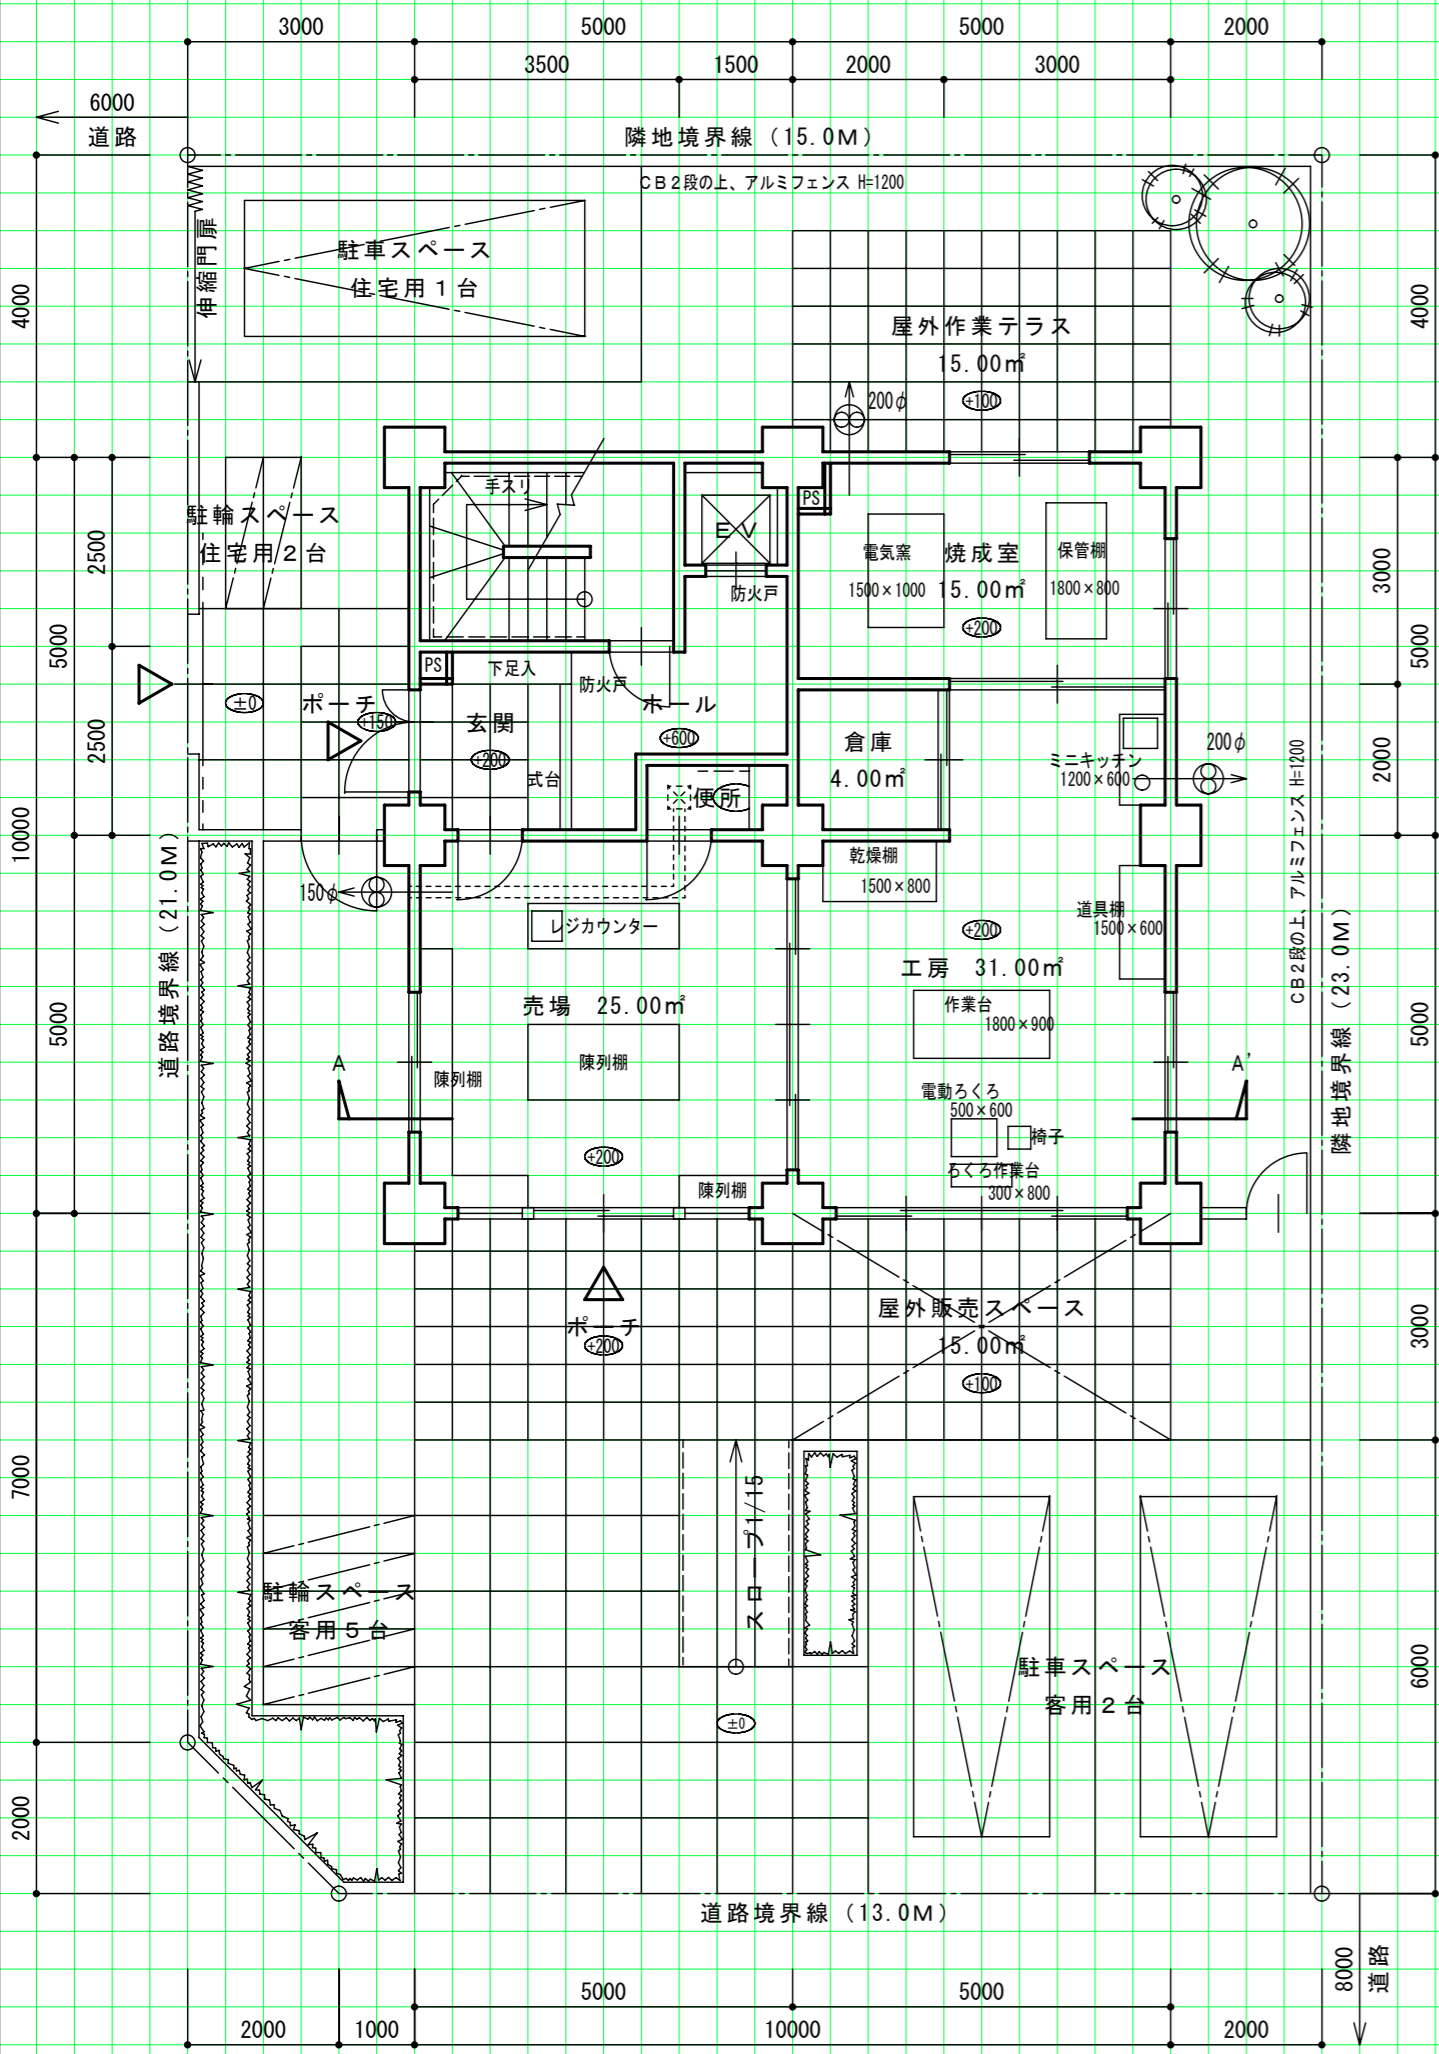 3000
5000
5000
2000
3500
1500
2000
3000
6000
道路
隣地境界線（15.0M）
CB2段の上、アルミフェンス H=1200
伸縮門扉
駐車スペース
住宅用1台
4000
4000
屋外作業テラス
15.00㎡
+100
200φ
手スリ
PS
EV
駐輪スペース
住宅用2台
電気窯
1500×1000
焼成室
15.00㎡
+200
保管棚
1800×800
防火戸
2500
5000
2500
10000
3000
5000
2000
PS
下足入
防火戸
ホール
+600
±0
ポーチ
+150
玄関
+200
式台
倉庫
4.00㎡
ミニキッチン
1200×600
200φ
便所
乾燥棚
1500×800
150φ
道具棚
1500×600
CB2段の上、アルミフェンス H=1200
レジカウンター
+200
工房 31.00㎡
売場 25.00㎡
作業台
1800×900
道路境界線（21.0M）
隣地境界線（23.0M）
5000
5000
A
A'
陳列棚
陳列棚
電動ろくろ
500×600
椅子
+200
ろくろ作業台
300×800
陳列棚
屋外販売スペース
15.00㎡
+100
ポーチ
+200
3000
7000
スロープ1/15
駐輪スペース
客用5台
駐車スペース
客用2台
6000
±0
2000
道路境界線（13.0M）
8000
道路
5000
5000
2000
1000
10000
2000